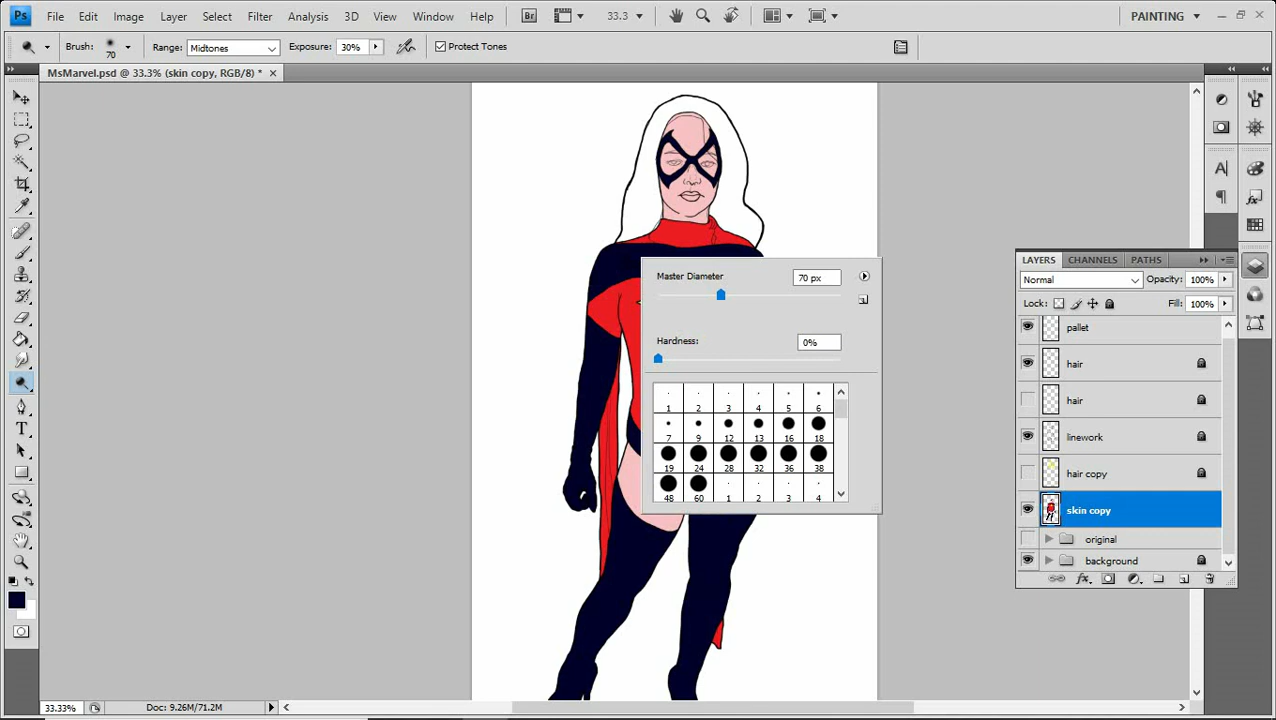 Ps File Edit Image Layer Select Filter Analysis 3D View Window Help Br 33.3 PAINTING
Brush: 70 Range: Midtones Exposure: 30% Protect Tones
MsMarvel.psd @ 33.3% (skin copy, RGB/8) *
Master Diameter 70 px
Hardness: 0%
1 2 3 4 5 6
7 9 12 13 16 18
19 24 28 32 36 38
48 60 1 2 3 4
LAYERS CHANNELS PATHS
Normal Opacity: 100%
Lock: Fill: 100%
pallet
hair
hair
linework
hair copy
skin copy
original
background
33.33% Doc: 9.26M/71.2M